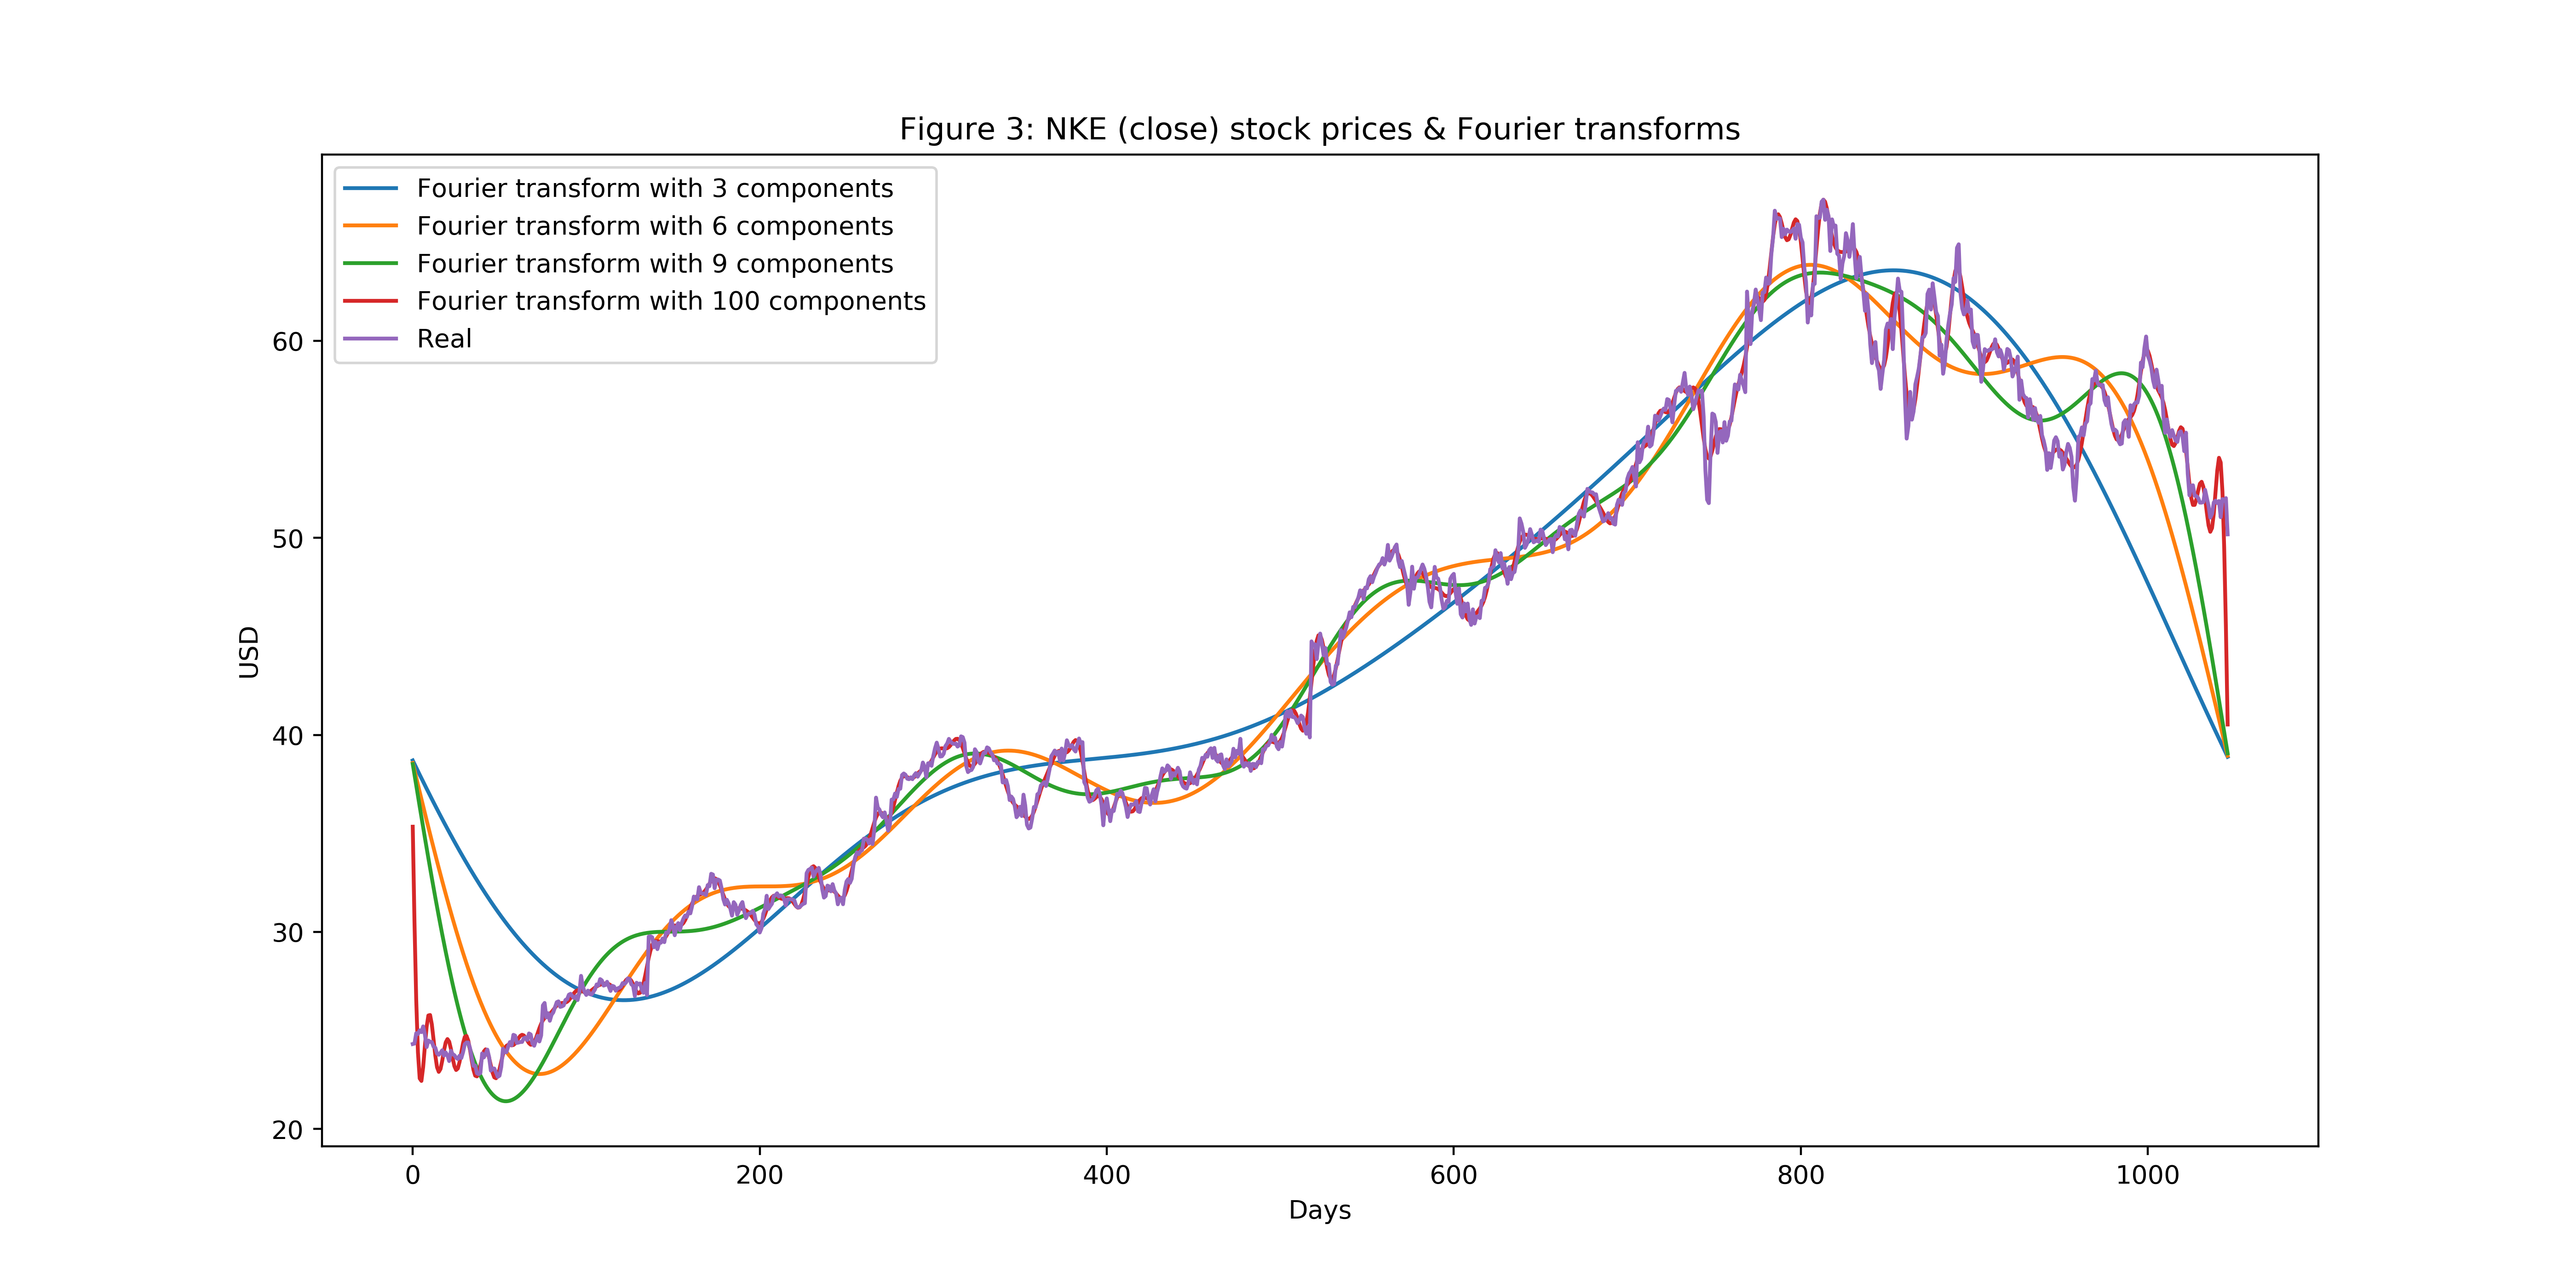 Figure 3: NKE (close) stock prices & Fourier transforms
Fourier transform with 3 components
Fourier transform with 6 components
Fourier transform with 9 components
Fourier transform with 100 components
Real
60
50
40
30
20
USD
0 200 400 600 800 1000
Days